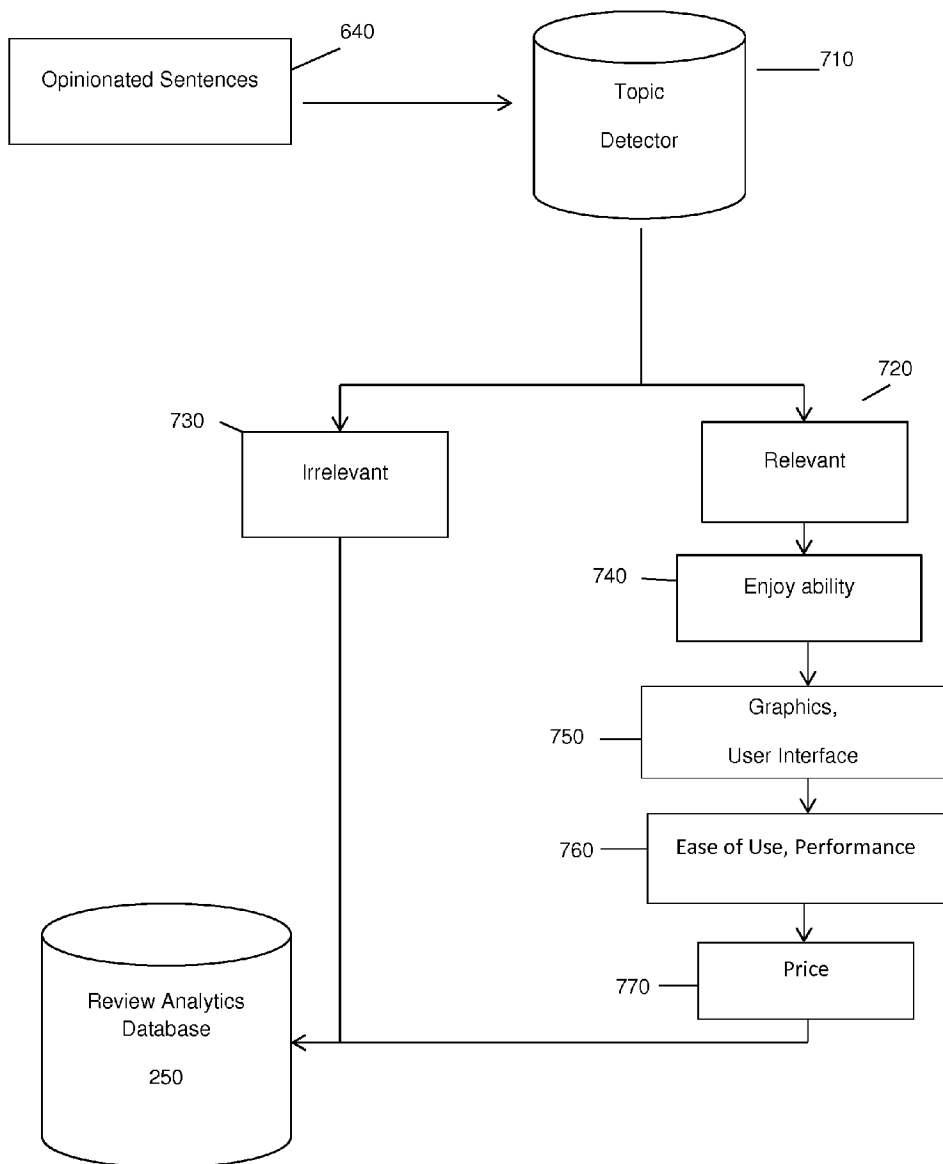 640
Opinionated Sentences
710
Topic
Detector
720
730
Irrelevant
Relevant
740
Enjoy ability
750
Graphics,
User Interface
760
Ease of Use, Performance
770
Price
Review Analytics
Database
250